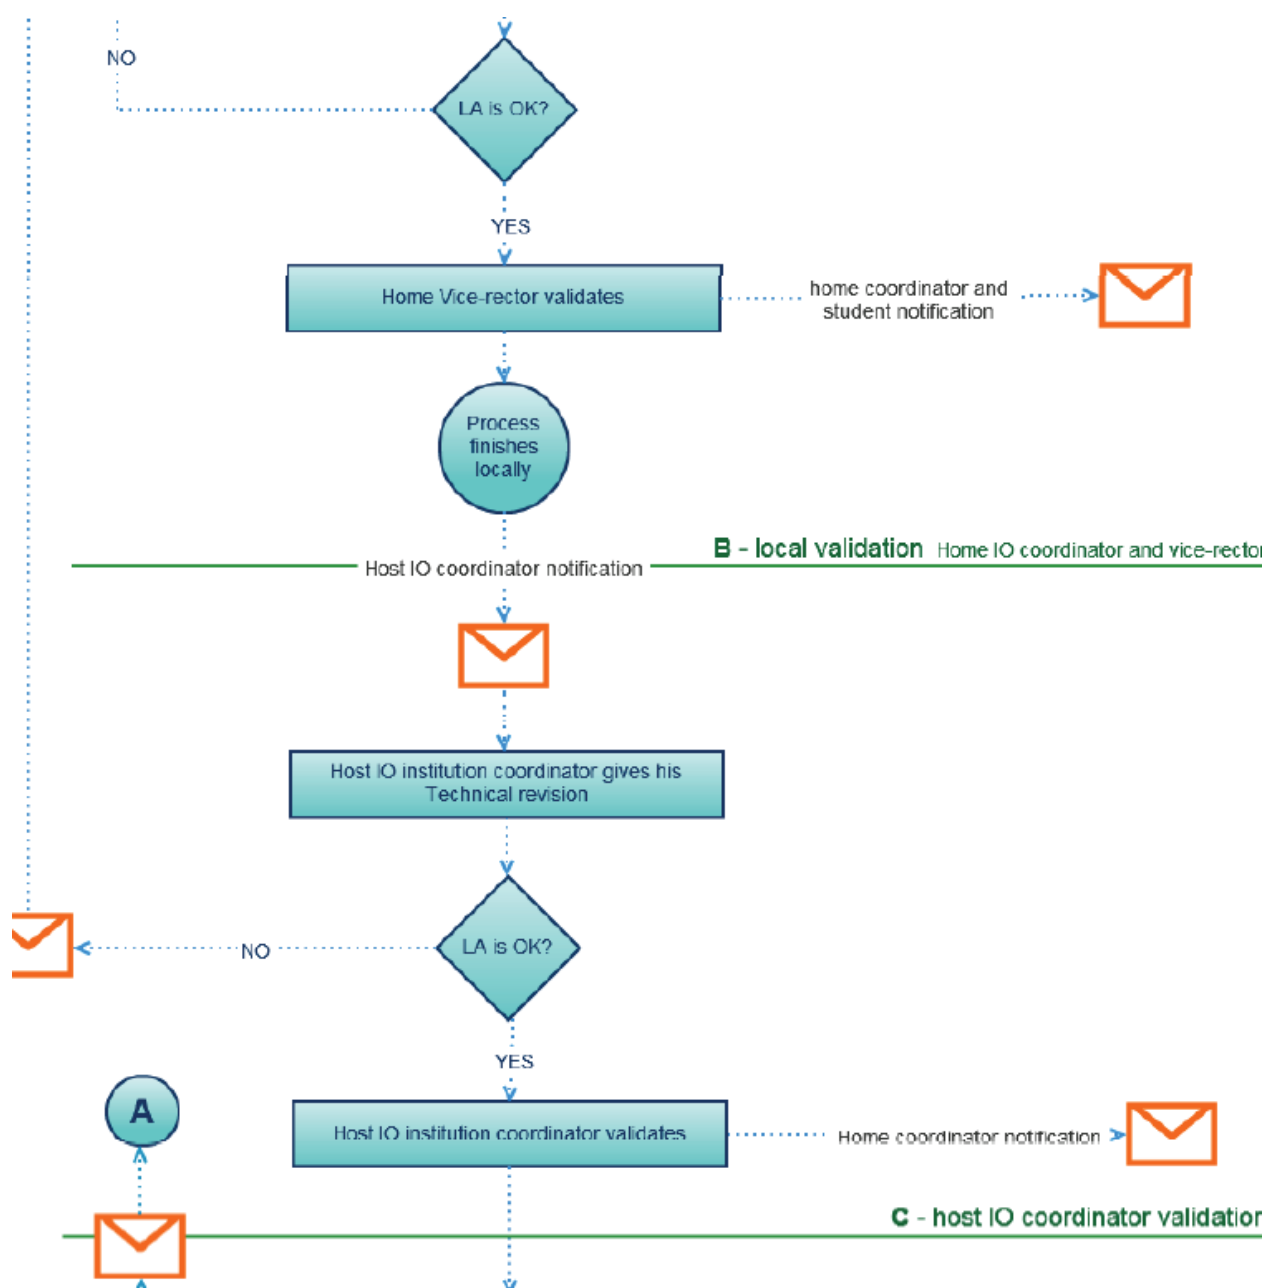 NO
LA is OK?
YES
Home Vice-rector validates
home coordinator and
student notification
Process
finishes
locally
B - local validation Home IO coordinator and vice-rector
Host IO coordinator notification
Host IO institution coordinator gives his
Technical revision
LA is OK?
NO
YES
A
Host IO institution coordinator validates
Home coordinator notification
C - host IO coordinator validation